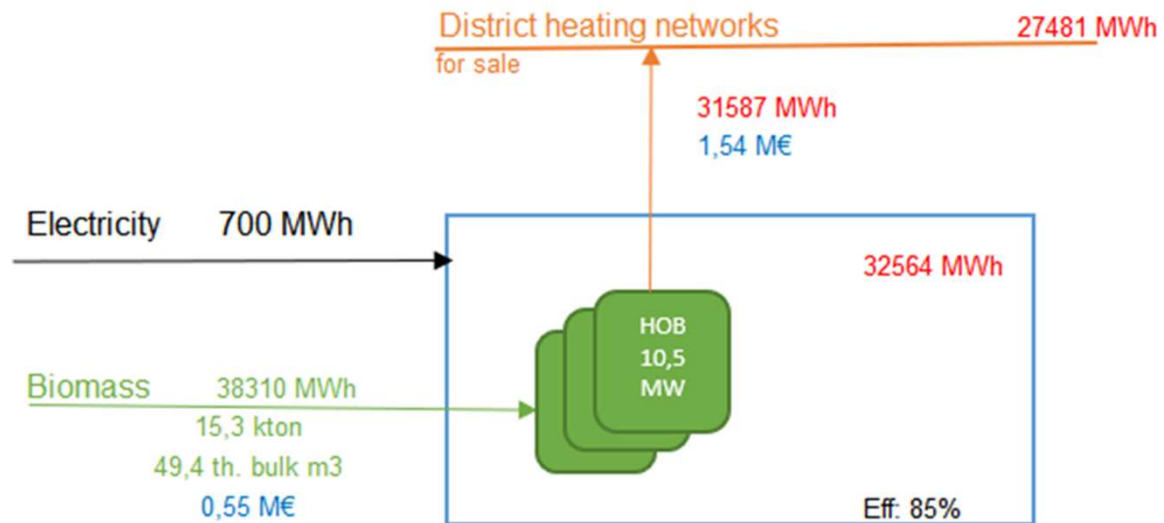 District heating networks 27481 MWh
for sale
31587 MWh
1,54 M€
Electricity 700 MWh
32564 MWh
HOB
10,5
MW
Biomass 38310 MWh
15,3 kton
49,4 th. bulk m3
0,55 M€
Eff: 85%